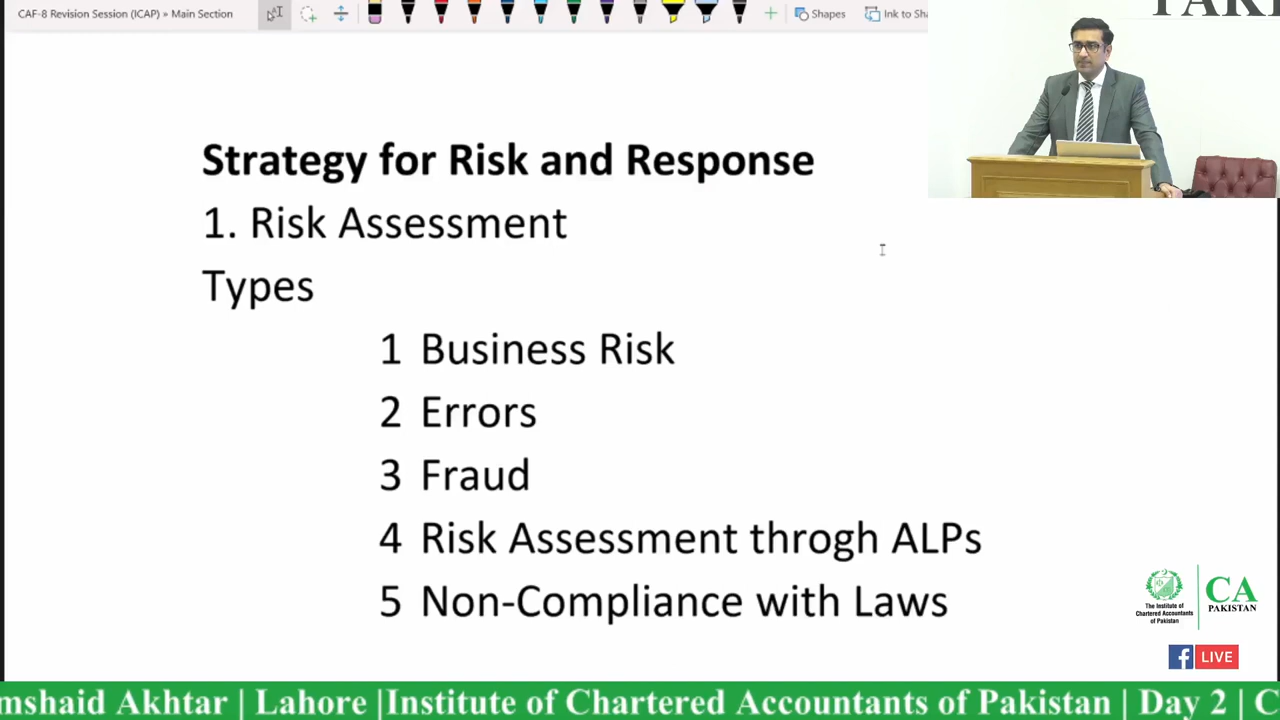 CAF-8 Revision Session (ICAP) » Main Section
Shapes
Ink to Sha
Strategy for Risk and Response
1. Risk Assessment
Types
1 Business Risk
2 Errors
3 Fraud
4 Risk Assessment throgh ALPs
5 Non-Compliance with Laws
The Institute of
Chartered Accountants
of Pakistan
CA
PAKISTAN
f LIVE
mshaid Akhtar | Lahore |Institute of Chartered Accountants of Pakistan | Day 2 | C